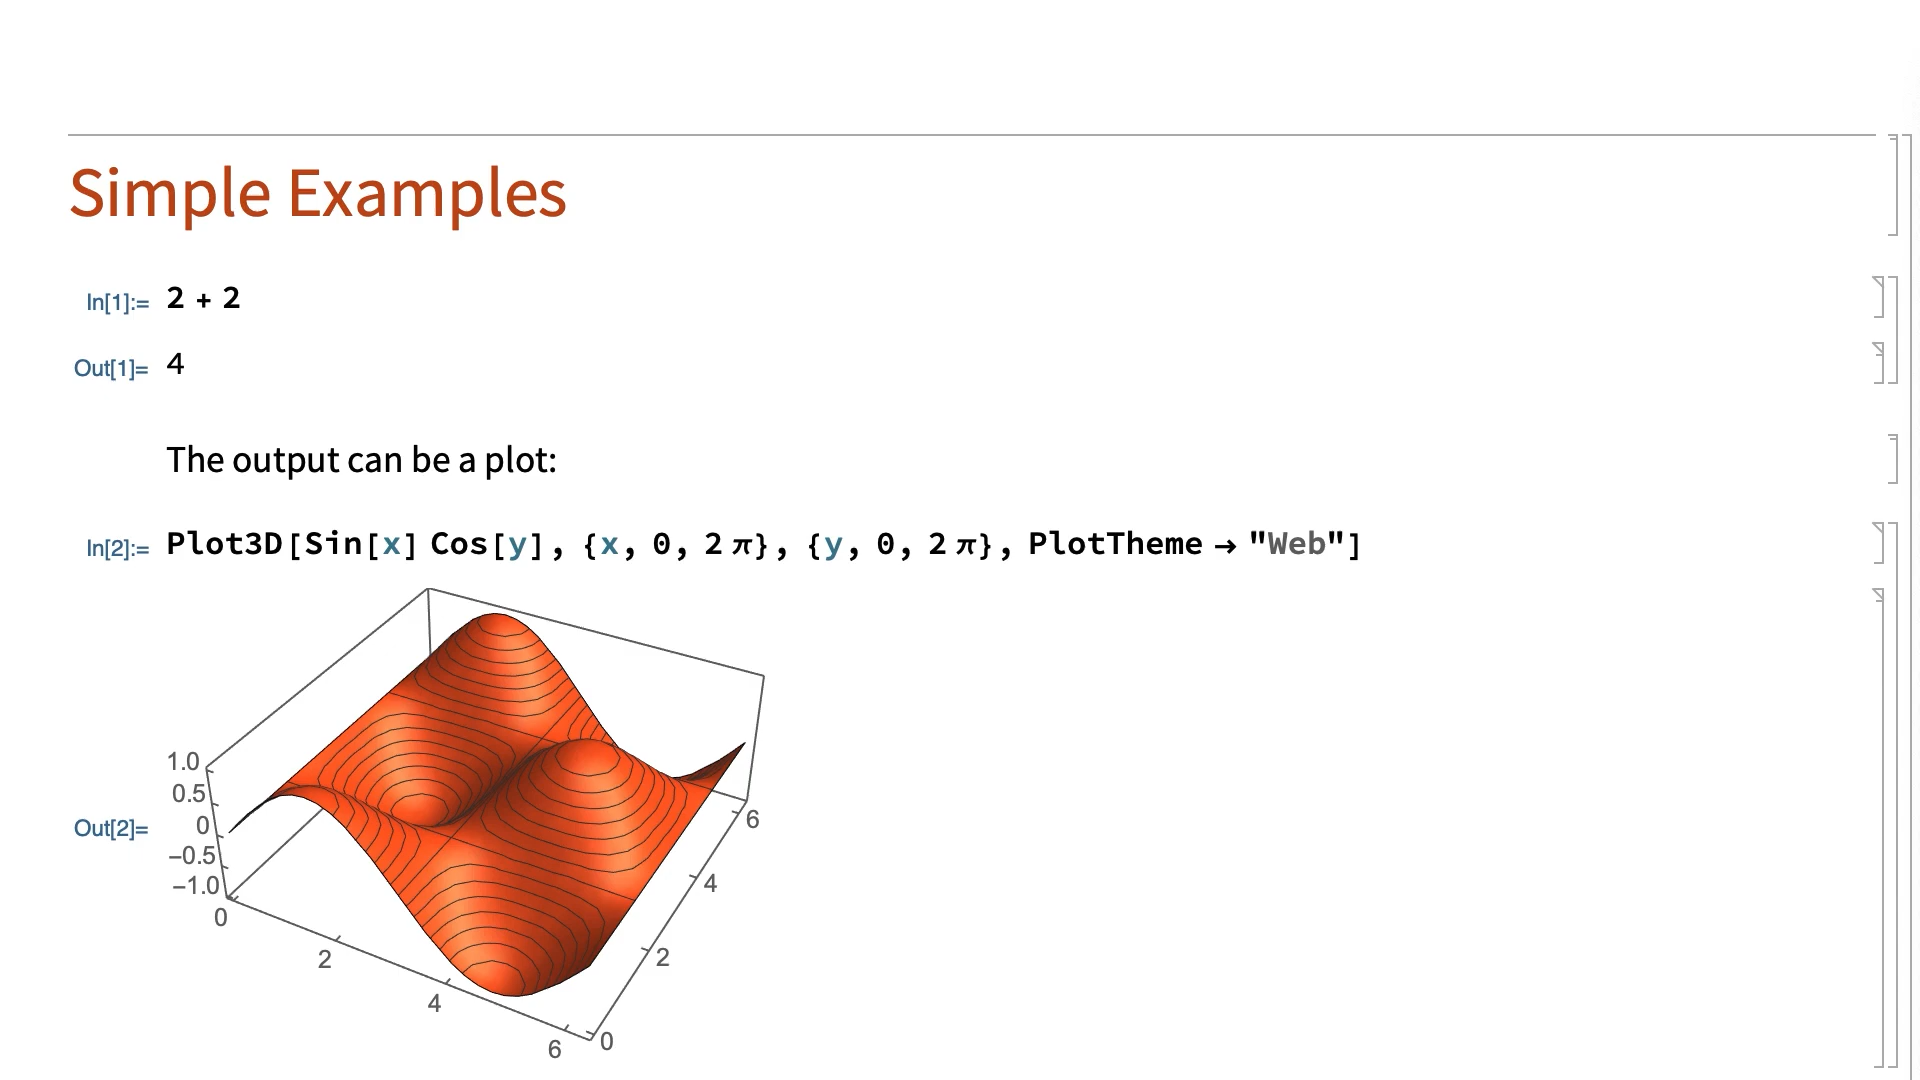 Simple Examples
In[1]:= 2 + 2
Out[1]= 4
The output can be a plot:
In[2]:= Plot3D[Sin[x] Cos[y], {x, 0, 2 π}, {y, 0, 2 π}, PlotTheme → "Web"]
Out[2]=
1.0
0.5
0
−0.5
−1.0
0
2
4
6
0
2
4
6